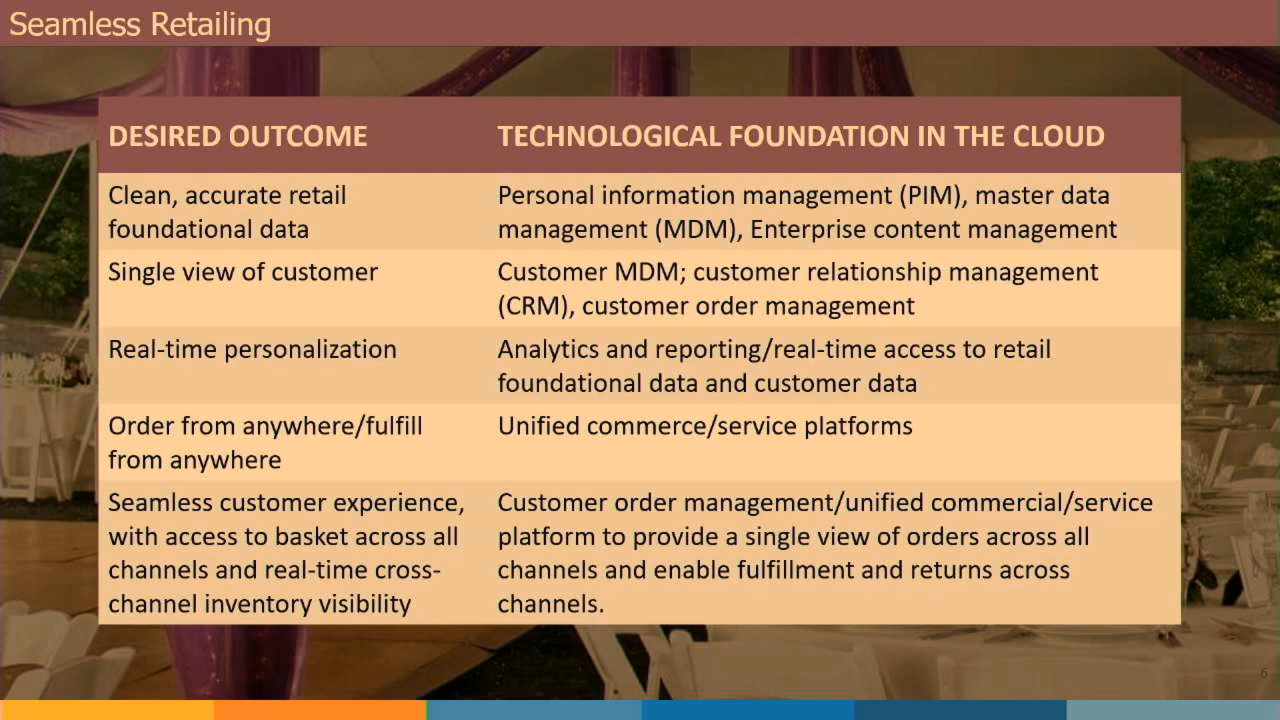 Seamless Retailing
DESIRED OUTCOME
TECHNOLOGICAL FOUNDATION IN THE CLOUD
Clean, accurate retail
foundational data
Personal information management (PIM), master data
management (MDM), Enterprise content management
Single view of customer
Customer MDM; customer relationship management
(CRM), customer order management
Real-time personalization
Analytics and reporting/real-time access to retail
foundational data and customer data
Order from anywhere/fulfill
from anywhere
Unified commerce/service platforms
Seamless customer experience,
with access to basket across all
channels and real-time cross-
channel inventory visibility
Customer order management/unified commercial/service
platform to provide a single view of orders across all
channels and enable fulfillment and returns across
channels.
6